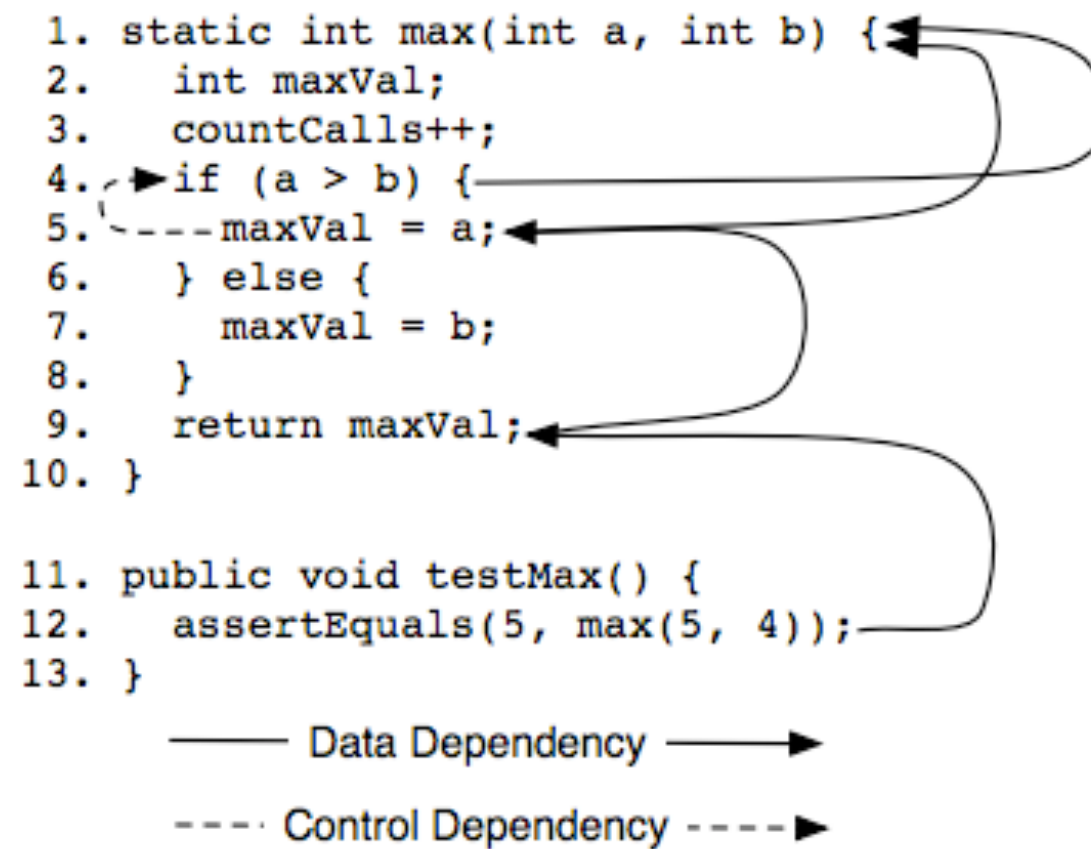 1. static int max(int a, int b) {
2.   int maxVal;
3.   countCalls++;
4.   if (a > b) {
5.     maxVal = a;
6.   } else {
7.     maxVal = b;
8.   }
9.   return maxVal;
10. }
11. public void testMax() {
12.   assertEquals(5, max(5, 4));
13. }
Data Dependency
Control Dependency